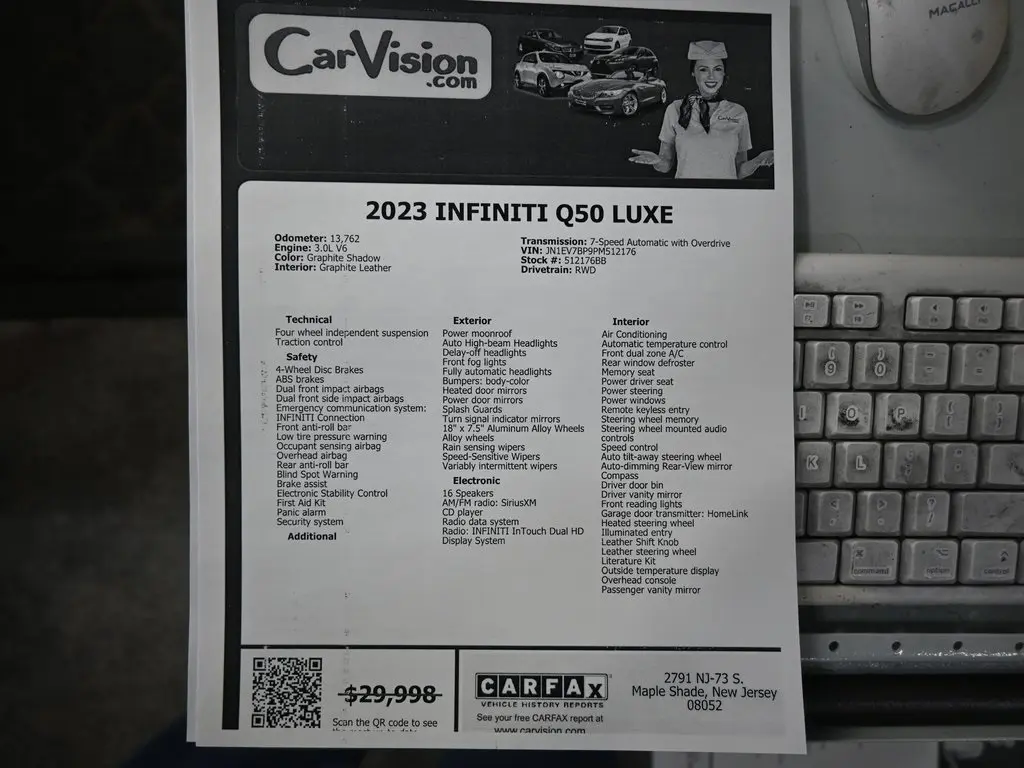 CarVision
.com
MAGALLI
2023 INFINITI Q50 LUXE
Odometer: 13,762
Engine: 3.0L V6
Color: Graphite Shadow
Interior: Graphite Leather
Transmission: 7-Speed Automatic with Overdrive
VIN: JN1EV7BP9PM512176
Stock #: 512176BB
Drivetrain: RWD
Technical
Four wheel independent suspension
Traction control
Safety
4-Wheel Disc Brakes
ABS brakes
Dual front impact airbags
Dual front side impact airbags
Emergency communication system:
INFINITI Connection
Front anti-roll bar
Low tire pressure warning
Occupant sensing airbag
Overhead airbag
Rear anti-roll bar
Blind Spot Warning
Brake assist
Electronic Stability Control
First Aid Kit
Panic alarm
Security system
Additional
Exterior
Power moonroof
Auto High-beam Headlights
Delay-off headlights
Front fog lights
Fully automatic headlights
Bumpers: body-color
Heated door mirrors
Power door mirrors
Splash Guards
Turn signal indicator mirrors
18" x 7.5" Aluminum Alloy Wheels
Alloy wheels
Rain sensing wipers
Speed-Sensitive Wipers
Variably intermittent wipers
Electronic
16 Speakers
AM/FM radio: SiriusXM
CD player
Radio data system
Radio: INFINITI InTouch Dual HD
Display System
Interior
Air Conditioning
Automatic temperature control
Front dual zone A/C
Rear window defroster
Memory seat
Power driver seat
Power steering
Power windows
Remote keyless entry
Steering wheel memory
Steering wheel mounted audio
controls
Speed control
Auto tilt-away steering wheel
Auto-dimming Rear-View mirror
Compass
Driver door bin
Driver vanity mirror
Front reading lights
Garage door transmitter: HomeLink
Heated steering wheel
Illuminated entry
Leather Shift Knob
Leather steering wheel
Literature Kit
Outside temperature display
Overhead console
Passenger vanity mirror
$29,998
Scan the QR code to see
CARFAX
VEHICLE HISTORY REPORTS
See your free CARFAX report at
www.carvision.com
2791 NJ-73 S.
Maple Shade, New Jersey
08052
9 0
I O P
K L
command option control